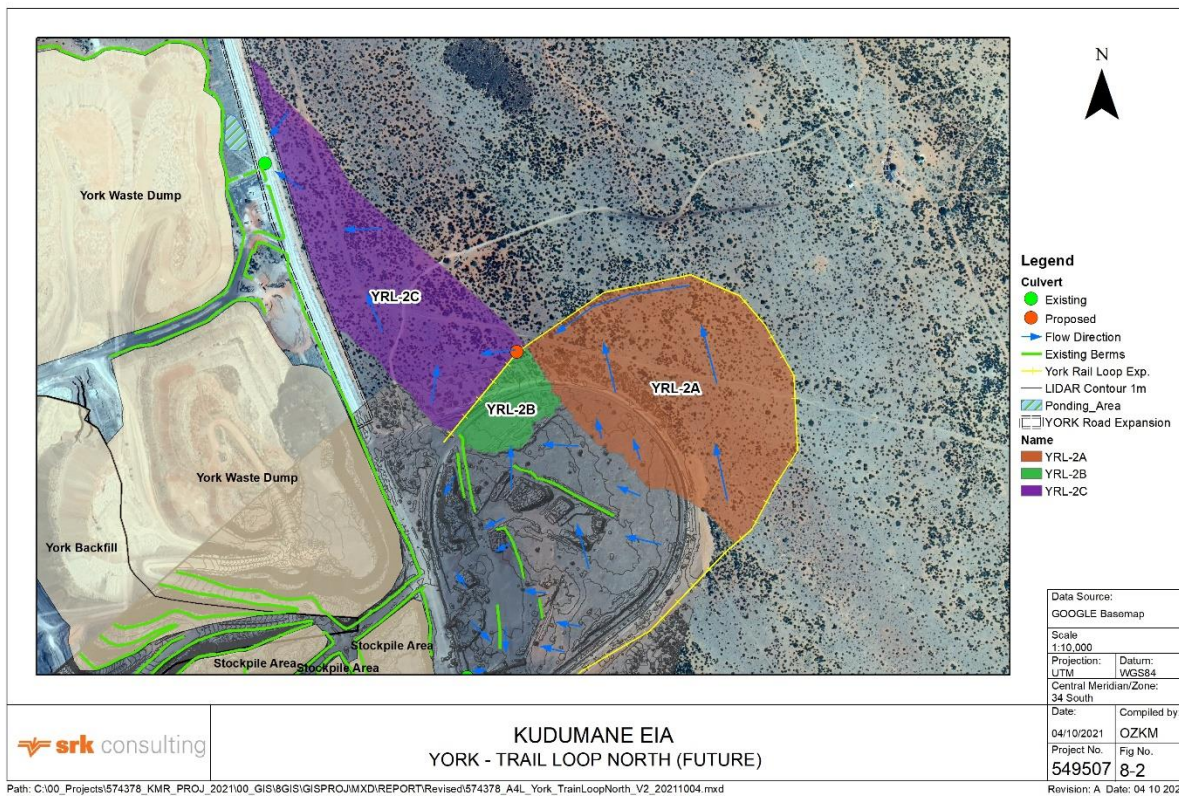 York Waste Dump
YRL-2C
YRL-2A
YRL-2B
York Waste Dump
York Backfill
Stockpile Area
Stockpile Area
Stockpile Area
N
Legend
Culvert
Existing
Proposed
Flow Direction
Existing Berms
York Rail Loop Exp.
LIDAR Contour 1m
Ponding_Area
YORK Road Expansion
Name
YRL-2A
YRL-2B
YRL-2C
Data Source:
GOOGLE Basemap
Scale
1:10,000
Projection: Datum:
UTM WGS84
Central Meridian/Zone:
34 South
Date: Compiled by:
04/10/2021 OZKM
Project No. Fig No.
549507 8-2
srk consulting
KUDUMANE EIA
YORK - TRAIL LOOP NORTH (FUTURE)
Path: C:\00_Projects\574378_KMR_PROJ_2021\00_GIS\8GIS\GISPROJ\MXD\REPORT\Revised\574378_A4L_York_TrainLoopNorth_V2_20211004.mxd
Revision: A Date: 04 10 202